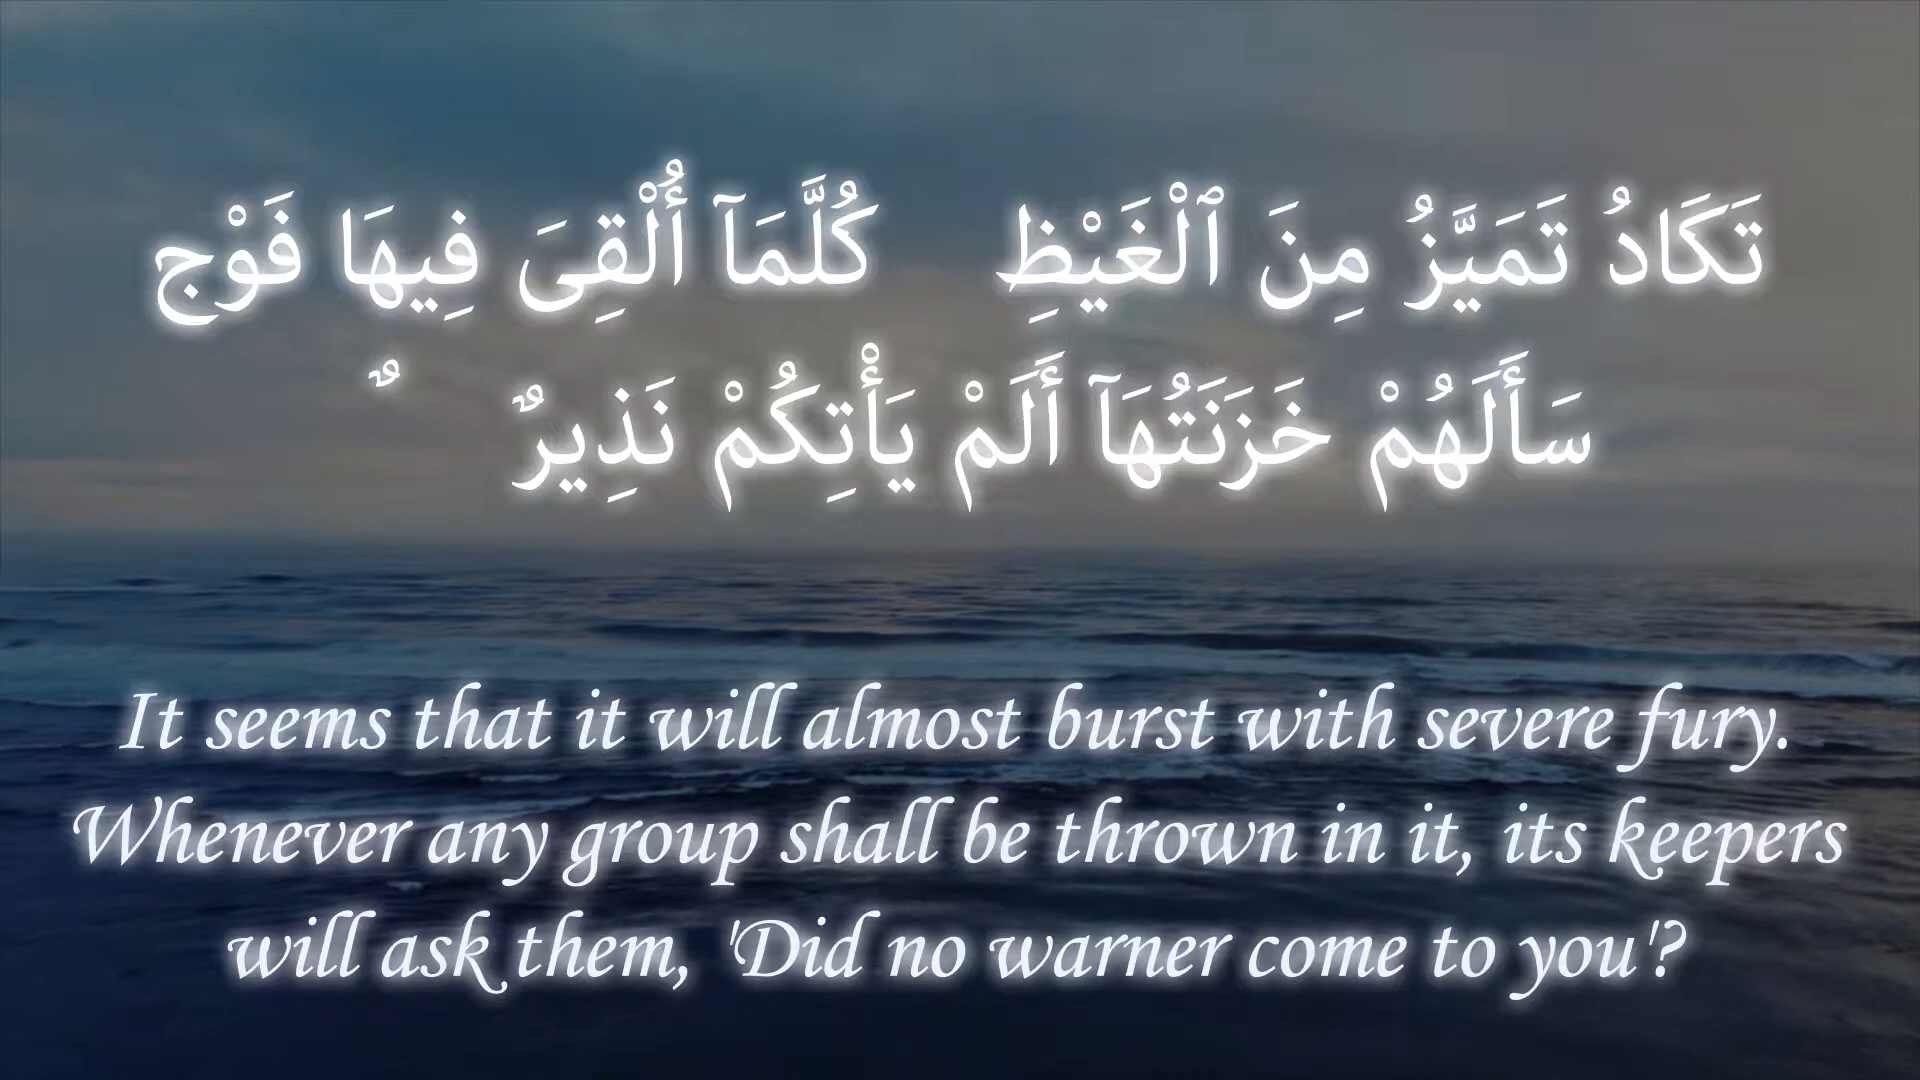 تَكَادُ تَمَيَّزُ مِنَ ٱلْغَيْظِ كُلَّمَآ أُلْقِىَ فِيهَا فَوْج
سَأَلَهُمْ خَزَنَتُهَآ أَلَمْ يَأْتِكُمْ نَذِيرٌ ٌ
It seems that it will almost burst with severe fury.
Whenever any group shall be thrown in it, its keepers
will ask them, 'Did no warner come to you'?